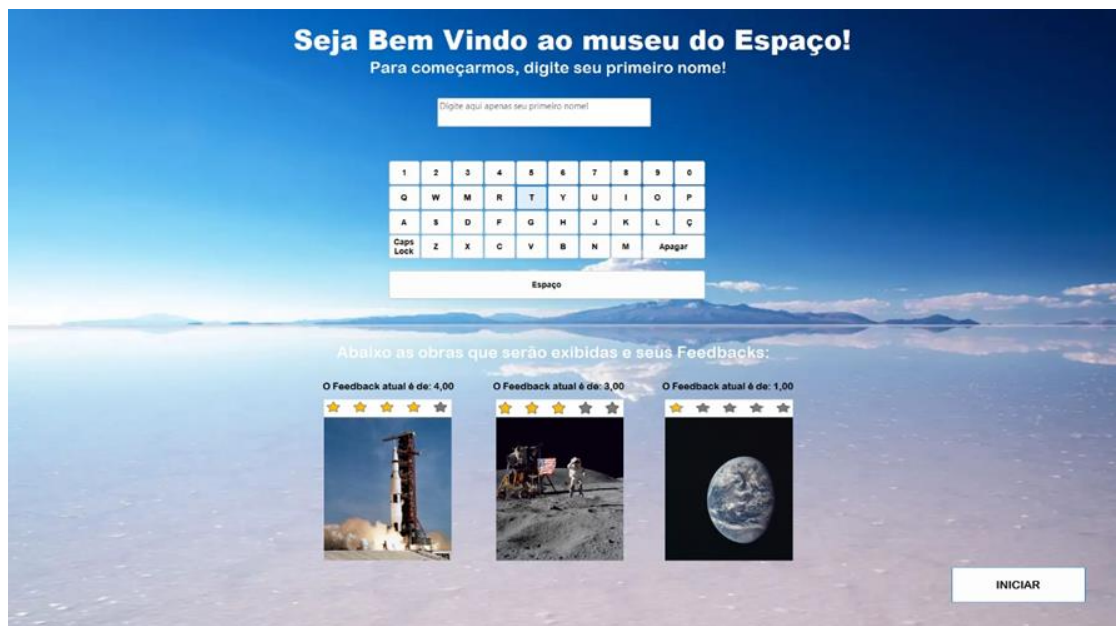 Seja Bem Vindo ao museu do Espaço!
Para começarmos, digite seu primeiro nome!
Digite aqui apenas seu primeiro nome!
1 2 3 4 5 6 7 8 9 0
Q W M R T Y U I O P
A S D F G H J K L Ç
Caps Lock Z X C V B N M Apagar
Espaço
Abaixo as obras que serão exibidas e seus Feedbacks:
O Feedback atual é de: 4,00 O Feedback atual é de: 3,00 O Feedback atual é de: 1,00
INICIAR